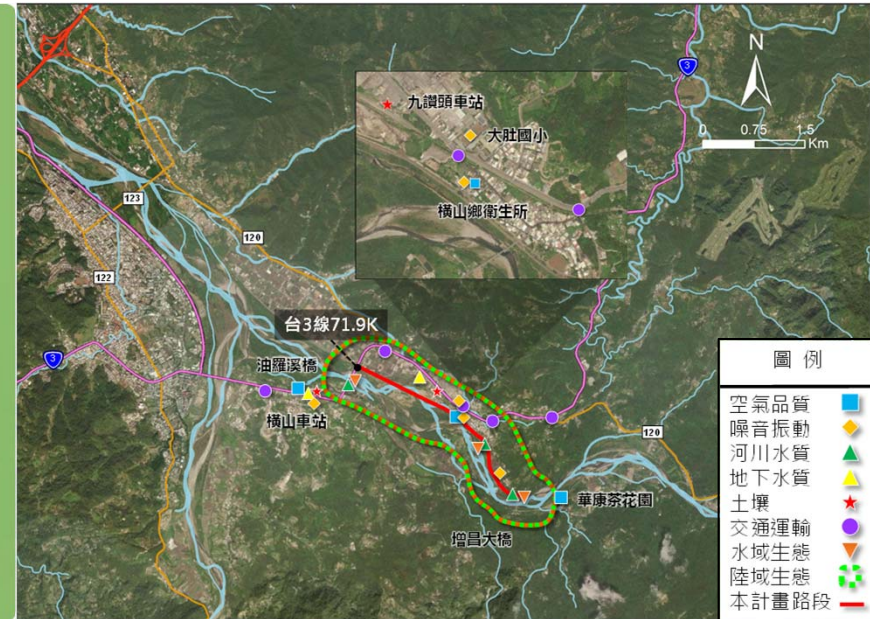 3
N
九讚頭車站
0 0.75 1.5
Km
大肚國小
123
橫山鄉衛生所
120
122
台3線71.9K
3
油羅溪橋
圖例
橫山車站
空氣品質
120
噪音振動
河川水質
地下水質
華康茶花園
土壤
交通運輸
增昌大橋
水域生態
陸域生態
本計畫路段